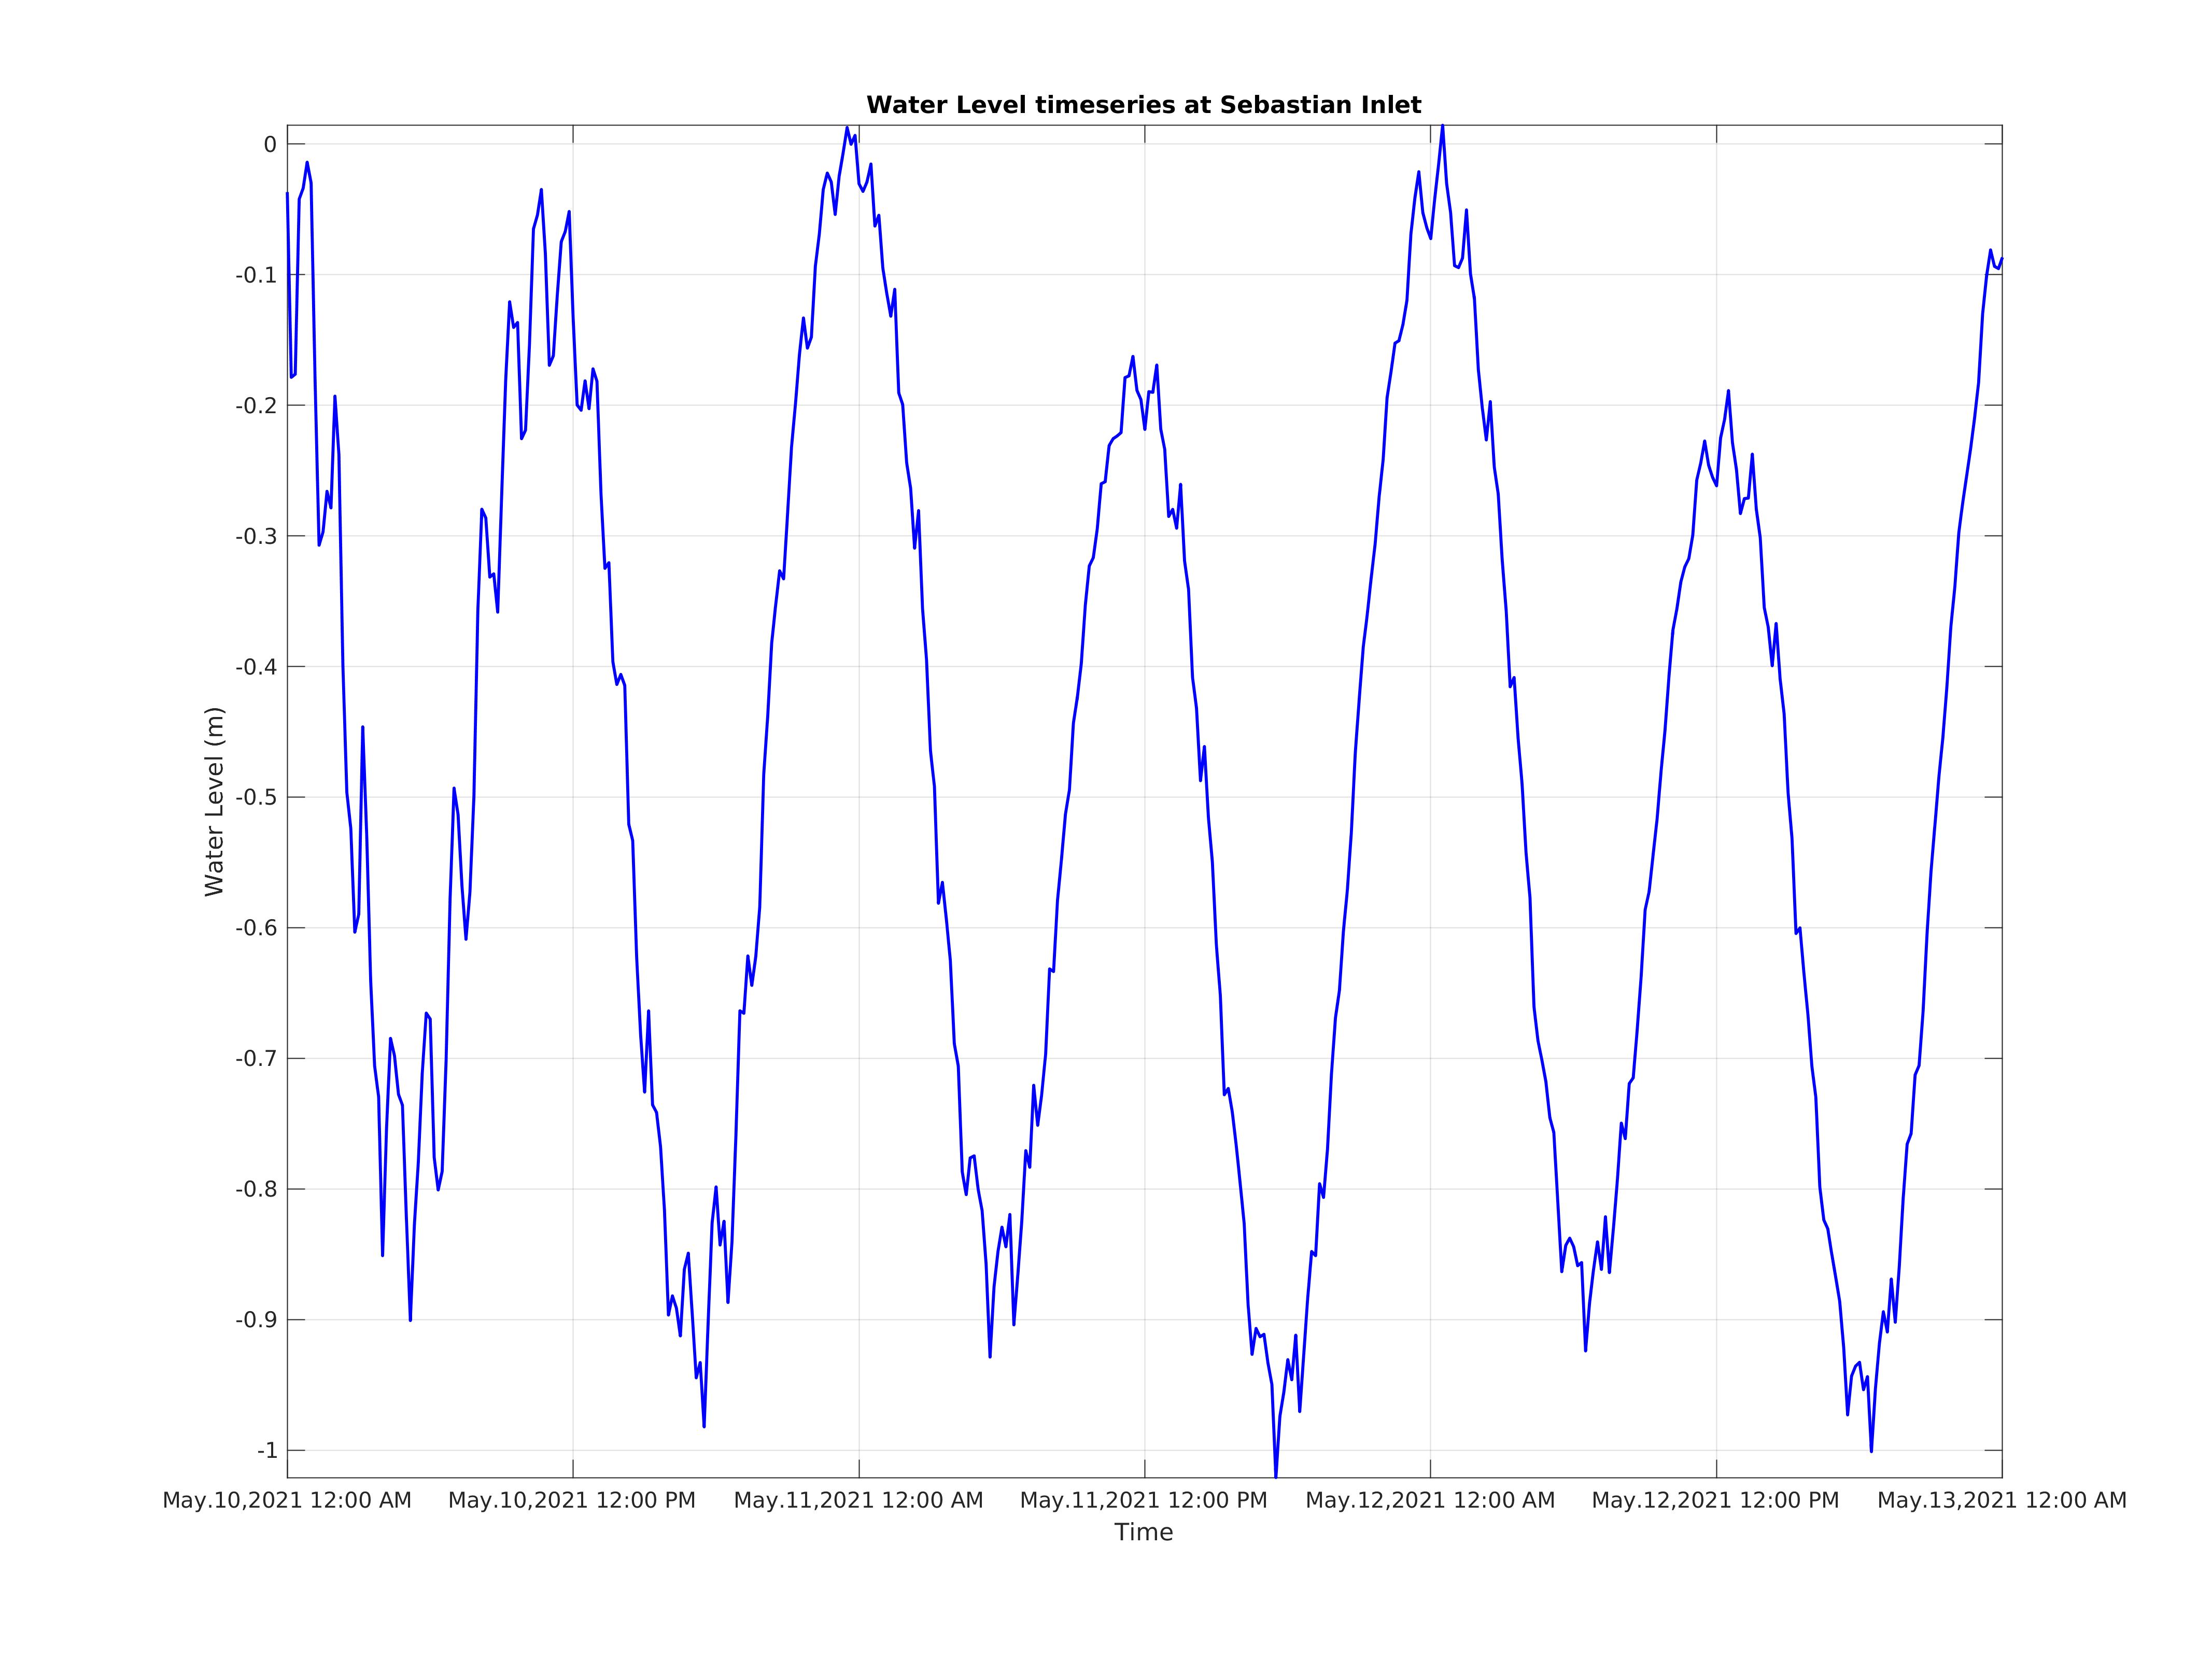 Water Level timeseries at Sebastian Inlet
0
-0.1
-0.2
-0.3
-0.4
-0.5
-0.6
-0.7
-0.8
-0.9
-1
Water Level (m)
May.10,2021 12:00 AM May.10,2021 12:00 PM May.11,2021 12:00 AM May.11,2021 12:00 PM May.12,2021 12:00 AM May.12,2021 12:00 PM May.13,2021 12:00 AM
Time